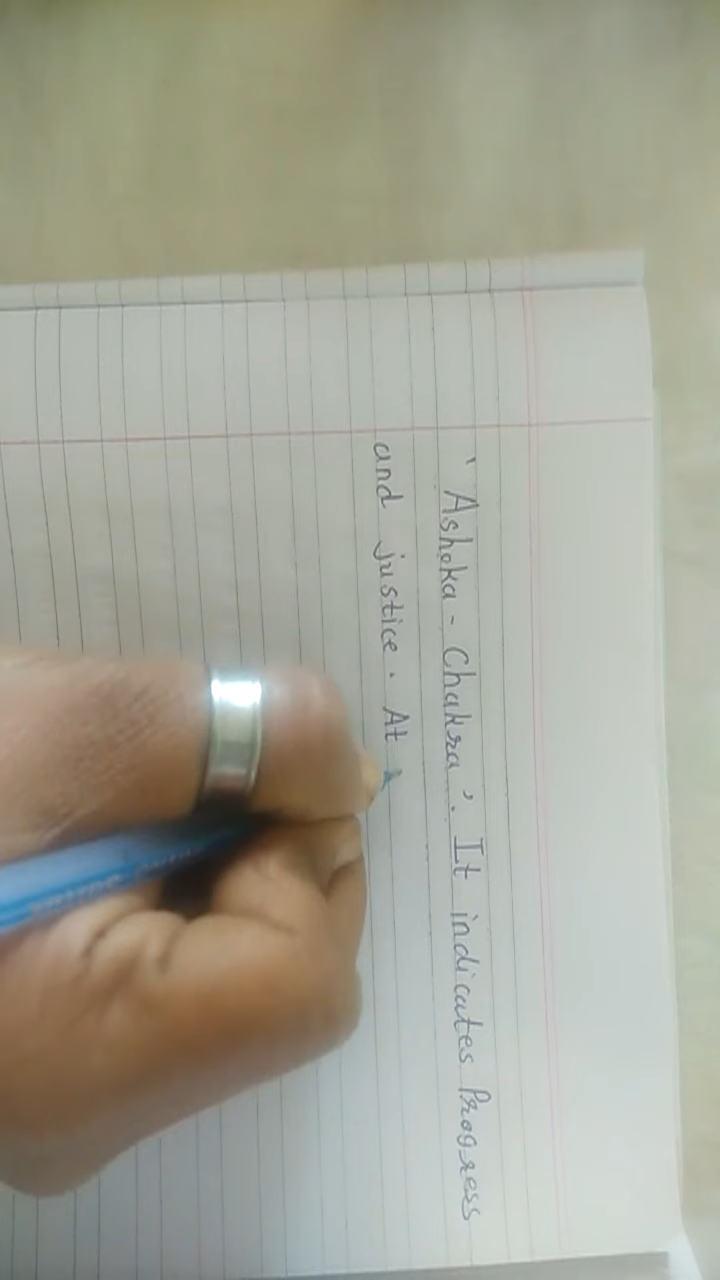 ' Ashoka - Chakra '. It indicates Progress
and justice. At